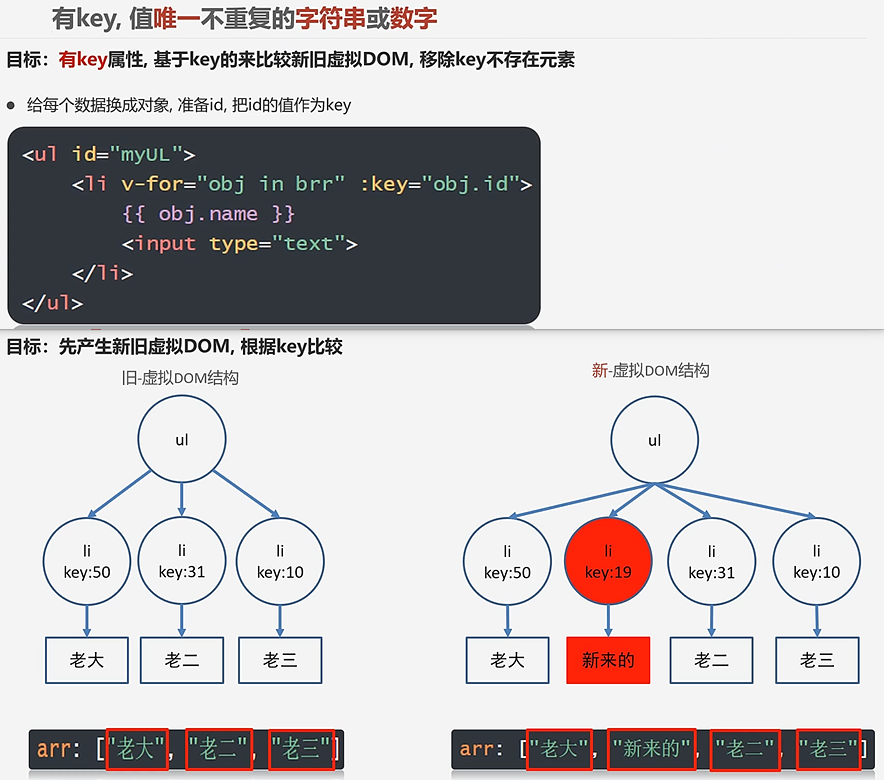 有key, 值唯一不重复的字符串或数字
目标：有key属性, 基于key的来比较新旧虚拟DOM, 移除key不存在元素
● 给每个数据换成对象, 准备id, 把id的值作为key
<ul id="myUL">
<li v-for="obj in brr" :key="obj.id">
{{ obj.name }}
<input type="text">
</li>
</ul>
目标：先产生新旧虚拟DOM, 根据key比较
旧-虚拟DOM结构
ul
li
key:50
li
key:31
li
key:10
老大
老二
老三
arr: ["老大", "老二", "老三"]
新-虚拟DOM结构
ul
li
key:50
li
key:19
li
key:31
li
key:10
老大
新来的
老二
老三
arr: ["老大", "新来的", "老二", "老三"]